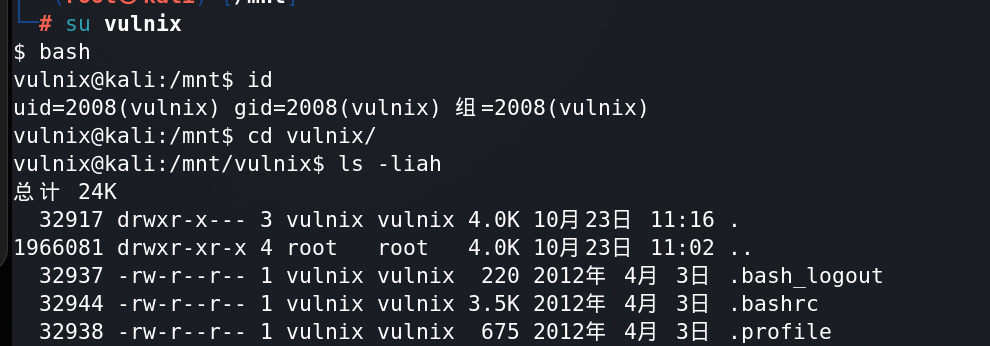 (root㉿kali)-[/mnt]
└─# su vulnix
$ bash
vulnix@kali:/mnt$ id
uid=2008(vulnix) gid=2008(vulnix) 组=2008(vulnix)
vulnix@kali:/mnt$ cd vulnix/
vulnix@kali:/mnt/vulnix$ ls -liah
总计 24K
  32917 drwxr-x--- 3 vulnix vulnix 4.0K 10月23日 11:16 .
1966081 drwxr-xr-x 4 root   root   4.0K 10月23日 11:02 ..
  32937 -rw-r--r-- 1 vulnix vulnix  220 2012年 4月 3日 .bash_logout
  32944 -rw-r--r-- 1 vulnix vulnix 3.5K 2012年 4月 3日 .bashrc
  32938 -rw-r--r-- 1 vulnix vulnix  675 2012年 4月 3日 .profile